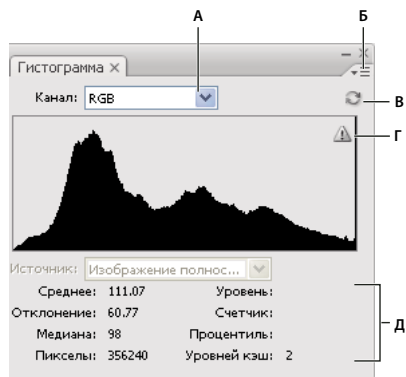 А
Б
Гистограмма ×
Канал: RGB
В
Г
Источник: Изображение полнос...
Среднее: 111.07 Уровень:
Отклонение: 60.77 Счетчик:
Медиана: 98 Процентиль:
Пикселы: 356240 Уровней кэш: 2
Д